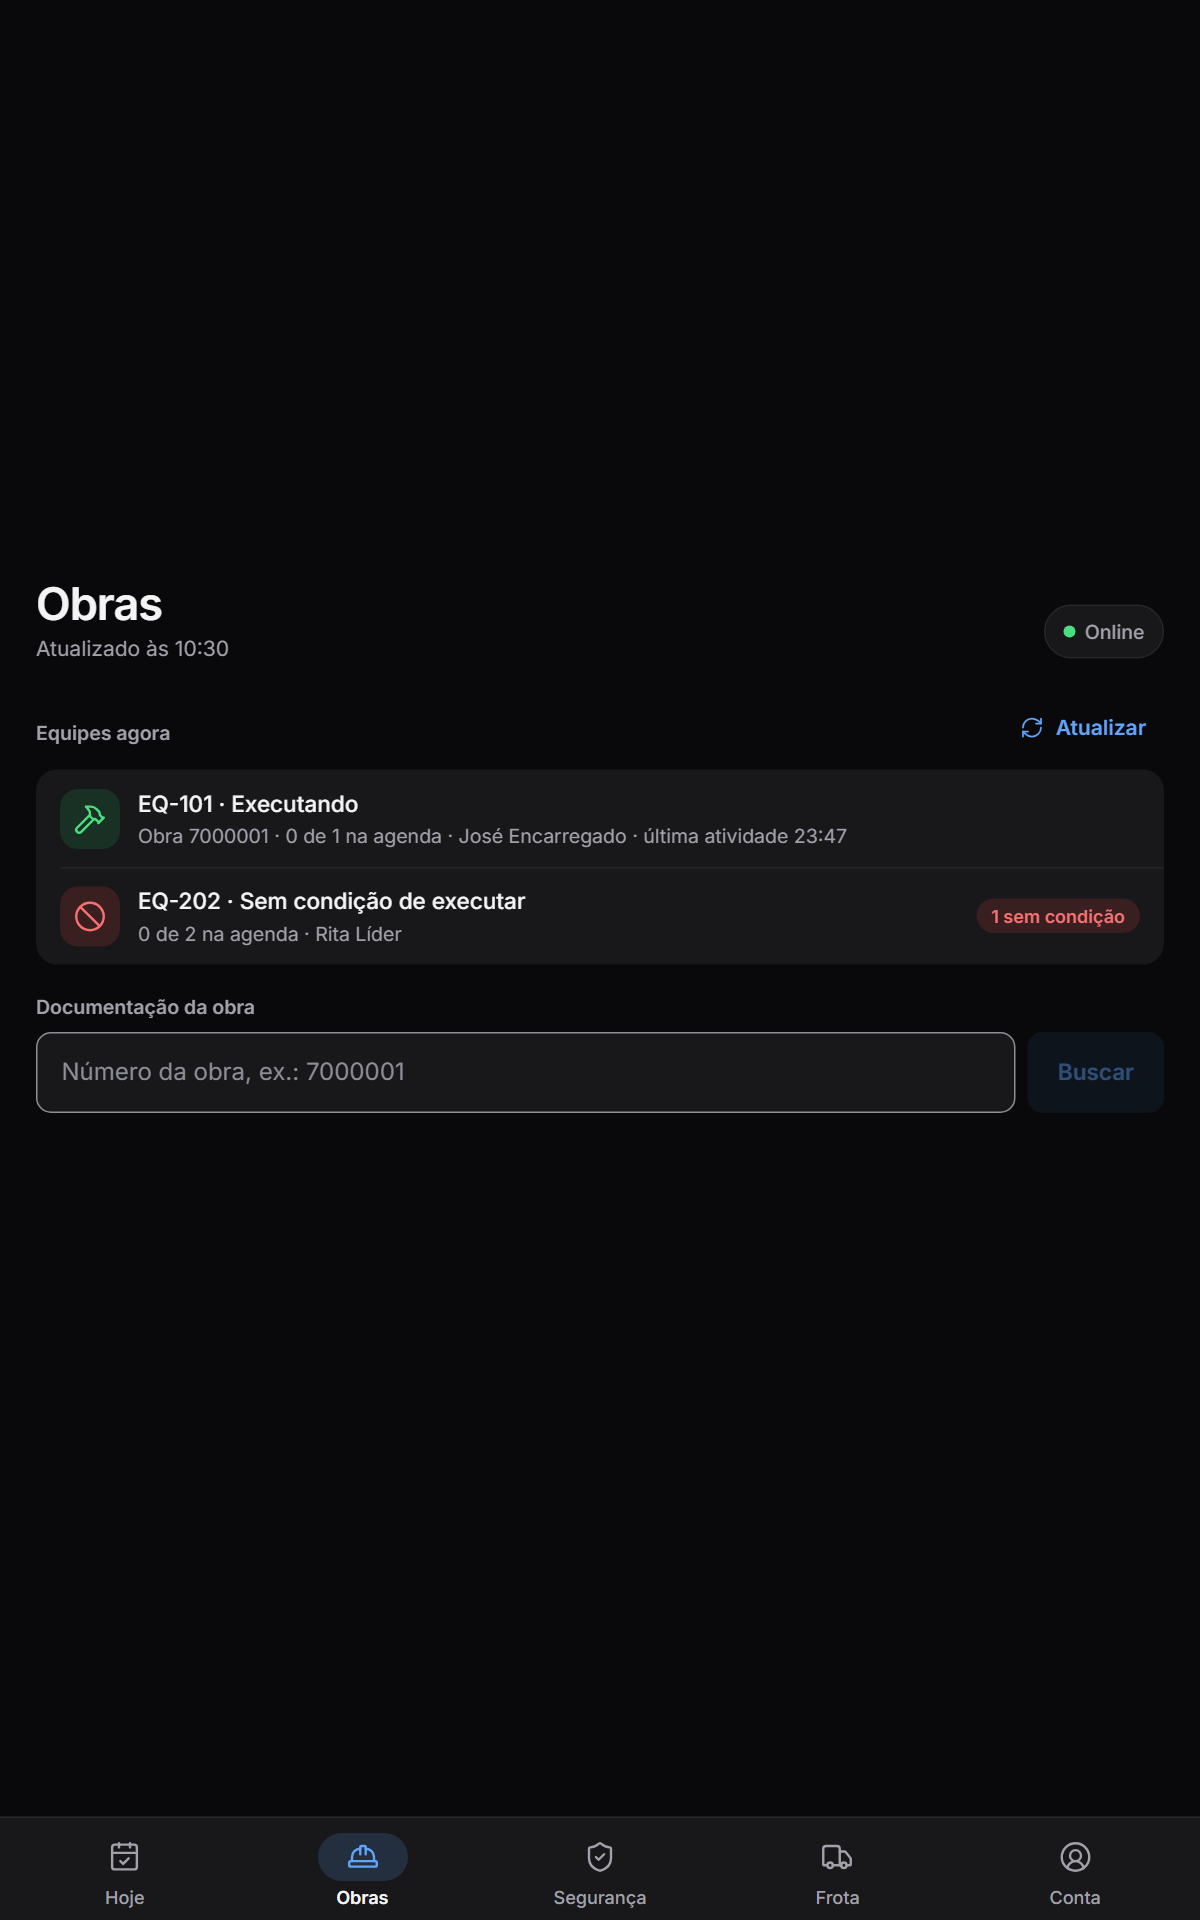 Obras
Atualizado às 10:30
Online
Equipes agora
Atualizar
EQ-101 · Executando
Obra 7000001 · 0 de 1 na agenda · José Encarregado · última atividade 23:47
EQ-202 · Sem condição de executar
0 de 2 na agenda · Rita Líder
1 sem condição
Documentação da obra
Número da obra, ex.: 7000001
Buscar
Hoje
Obras
Segurança
Frota
Conta